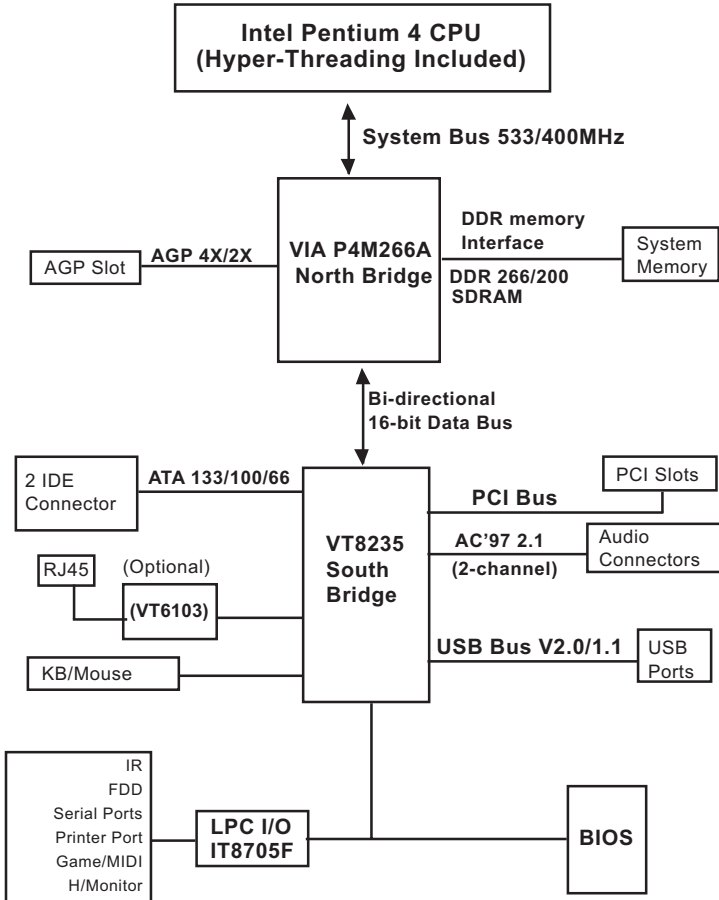 Intel Pentium 4 CPU
(Hyper-Threading Included)
System Bus 533/400MHz
AGP Slot
AGP 4X/2X
VIA P4M266A
North Bridge
DDR memory
Interface
DDR 266/200
SDRAM
System
Memory
Bi-directional
16-bit Data Bus
2 IDE
Connector
ATA 133/100/66
VT8235
South
Bridge
PCI Bus
PCI Slots
AC'97 2.1
(2-channel)
Audio
Connectors
RJ45
(Optional)
(VT6103)
USB Bus V2.0/1.1
USB
Ports
KB/Mouse
IR
FDD
Serial Ports
Printer Port
Game/MIDI
H/Monitor
LPC I/O
IT8705F
BIOS